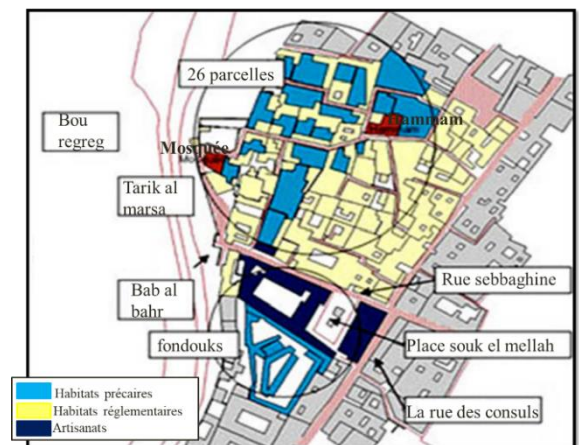 26 parcelles
Bou
regreg
Hammam
Mosquée
Tarik al
marsa
Bab al
bahr
Rue sebbaghine
fondouks
Place souk el mellah
La rue des consuls
Habitats précaires
Habitats réglementaires
Artisanats